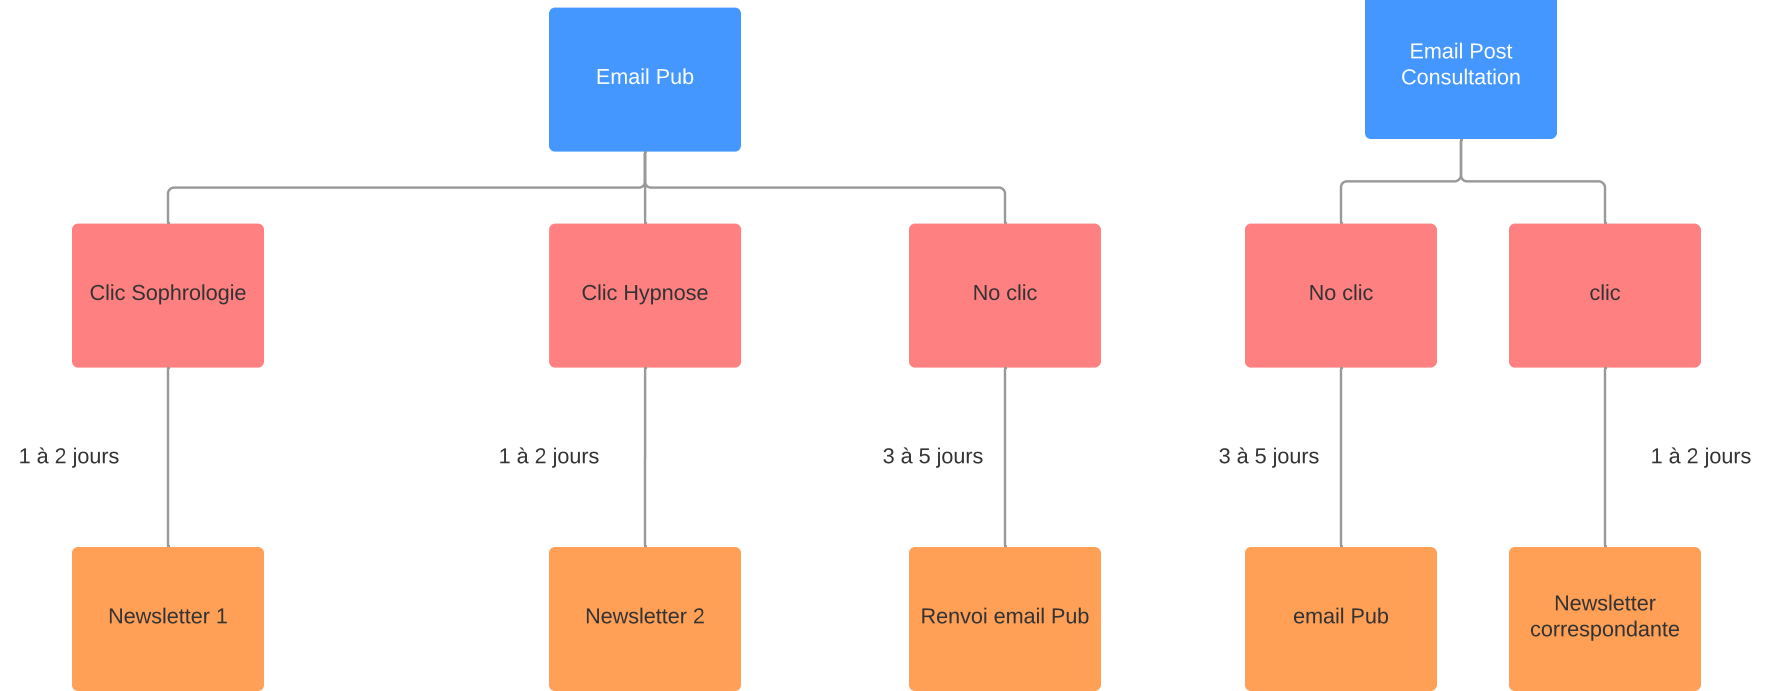 Email Pub
Email Post
Consultation
Clic Sophrologie
Clic Hypnose
No clic
No clic
clic
1 à 2 jours
1 à 2 jours
3 à 5 jours
3 à 5 jours
1 à 2 jours
Newsletter 1
Newsletter 2
Renvoi email Pub
email Pub
Newsletter
correspondante